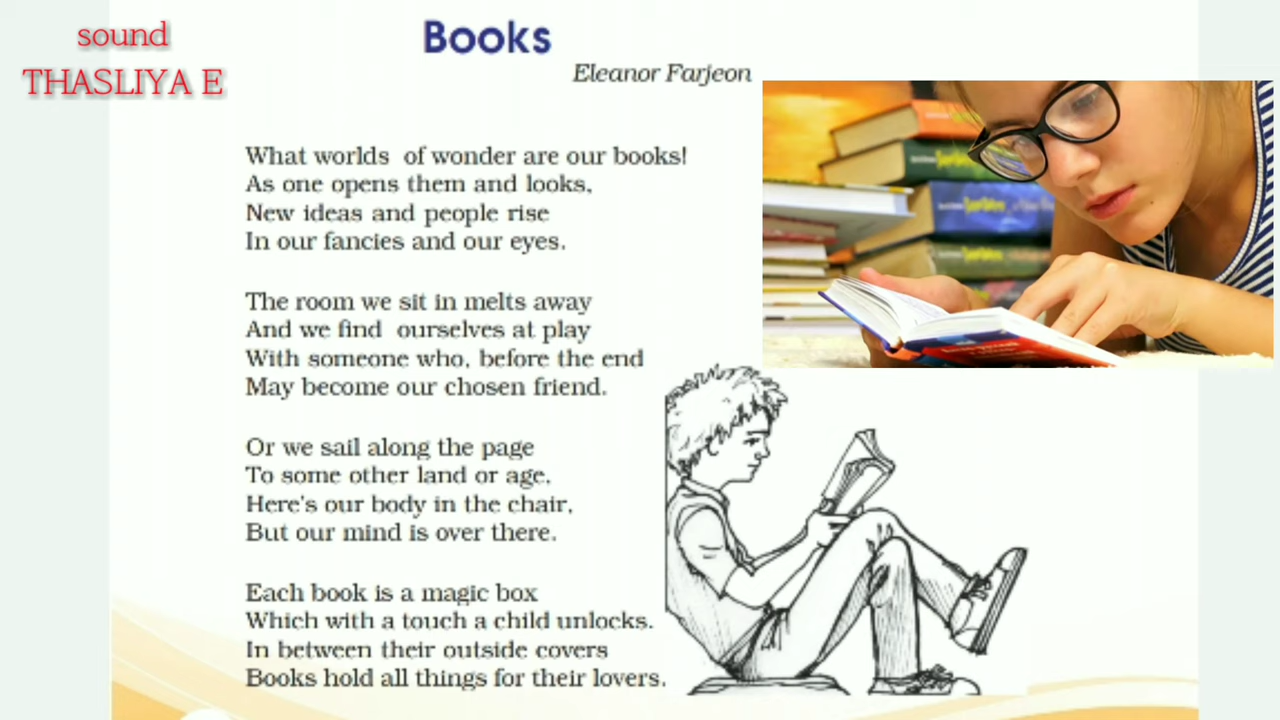 sound
THASLIYA E
Books
Eleanor Farjeon
What worlds of wonder are our books!
As one opens them and looks,
New ideas and people rise
In our fancies and our eyes.
The room we sit in melts away
And we find ourselves at play
With someone who, before the end
May become our chosen friend.
Or we sail along the page
To some other land or age,
Here's our body in the chair,
But our mind is over there.
Each book is a magic box
Which with a touch a child unlocks.
In between their outside covers
Books hold all things for their lovers.